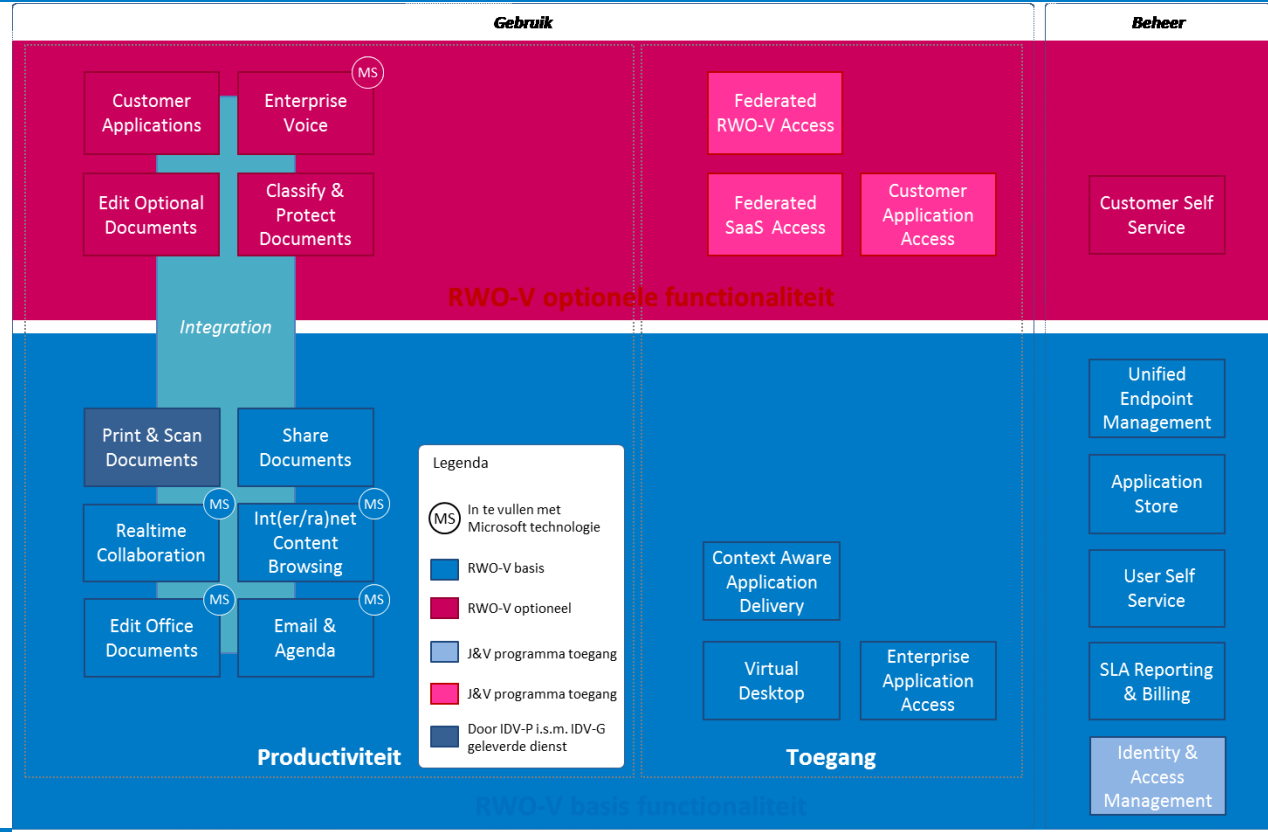 Gebruik
Beheer
MS
Customer
Applications
Enterprise
Voice
Federated
RWO-V Access
Edit Optional
Documents
Classify &
Protect
Documents
Federated
SaaS Access
Customer
Application
Access
Customer Self
Service
RWO-V optionele functionaliteit
Integration
Unified
Endpoint
Management
Print & Scan
Documents
Share
Documents
Application
Store
MS
MS
Realtime
Collaboration
Int(er/ra)net
Content
Browsing
Context Aware
Application
Delivery
User Self
Service
MS
MS
Edit Office
Documents
Email &
Agenda
Virtual
Desktop
Enterprise
Application
Access
SLA Reporting
& Billing
Legenda
MS
In te vullen met
Microsoft technologie
RWO-V basis
RWO-V optioneel
J&V programma toegang
J&V programma toegang
Door IDV-P i.s.m. IDV-G
geleverde dienst
Productiviteit
Toegang
Identity &
Access
Management
RWO-V basis functionaliteit